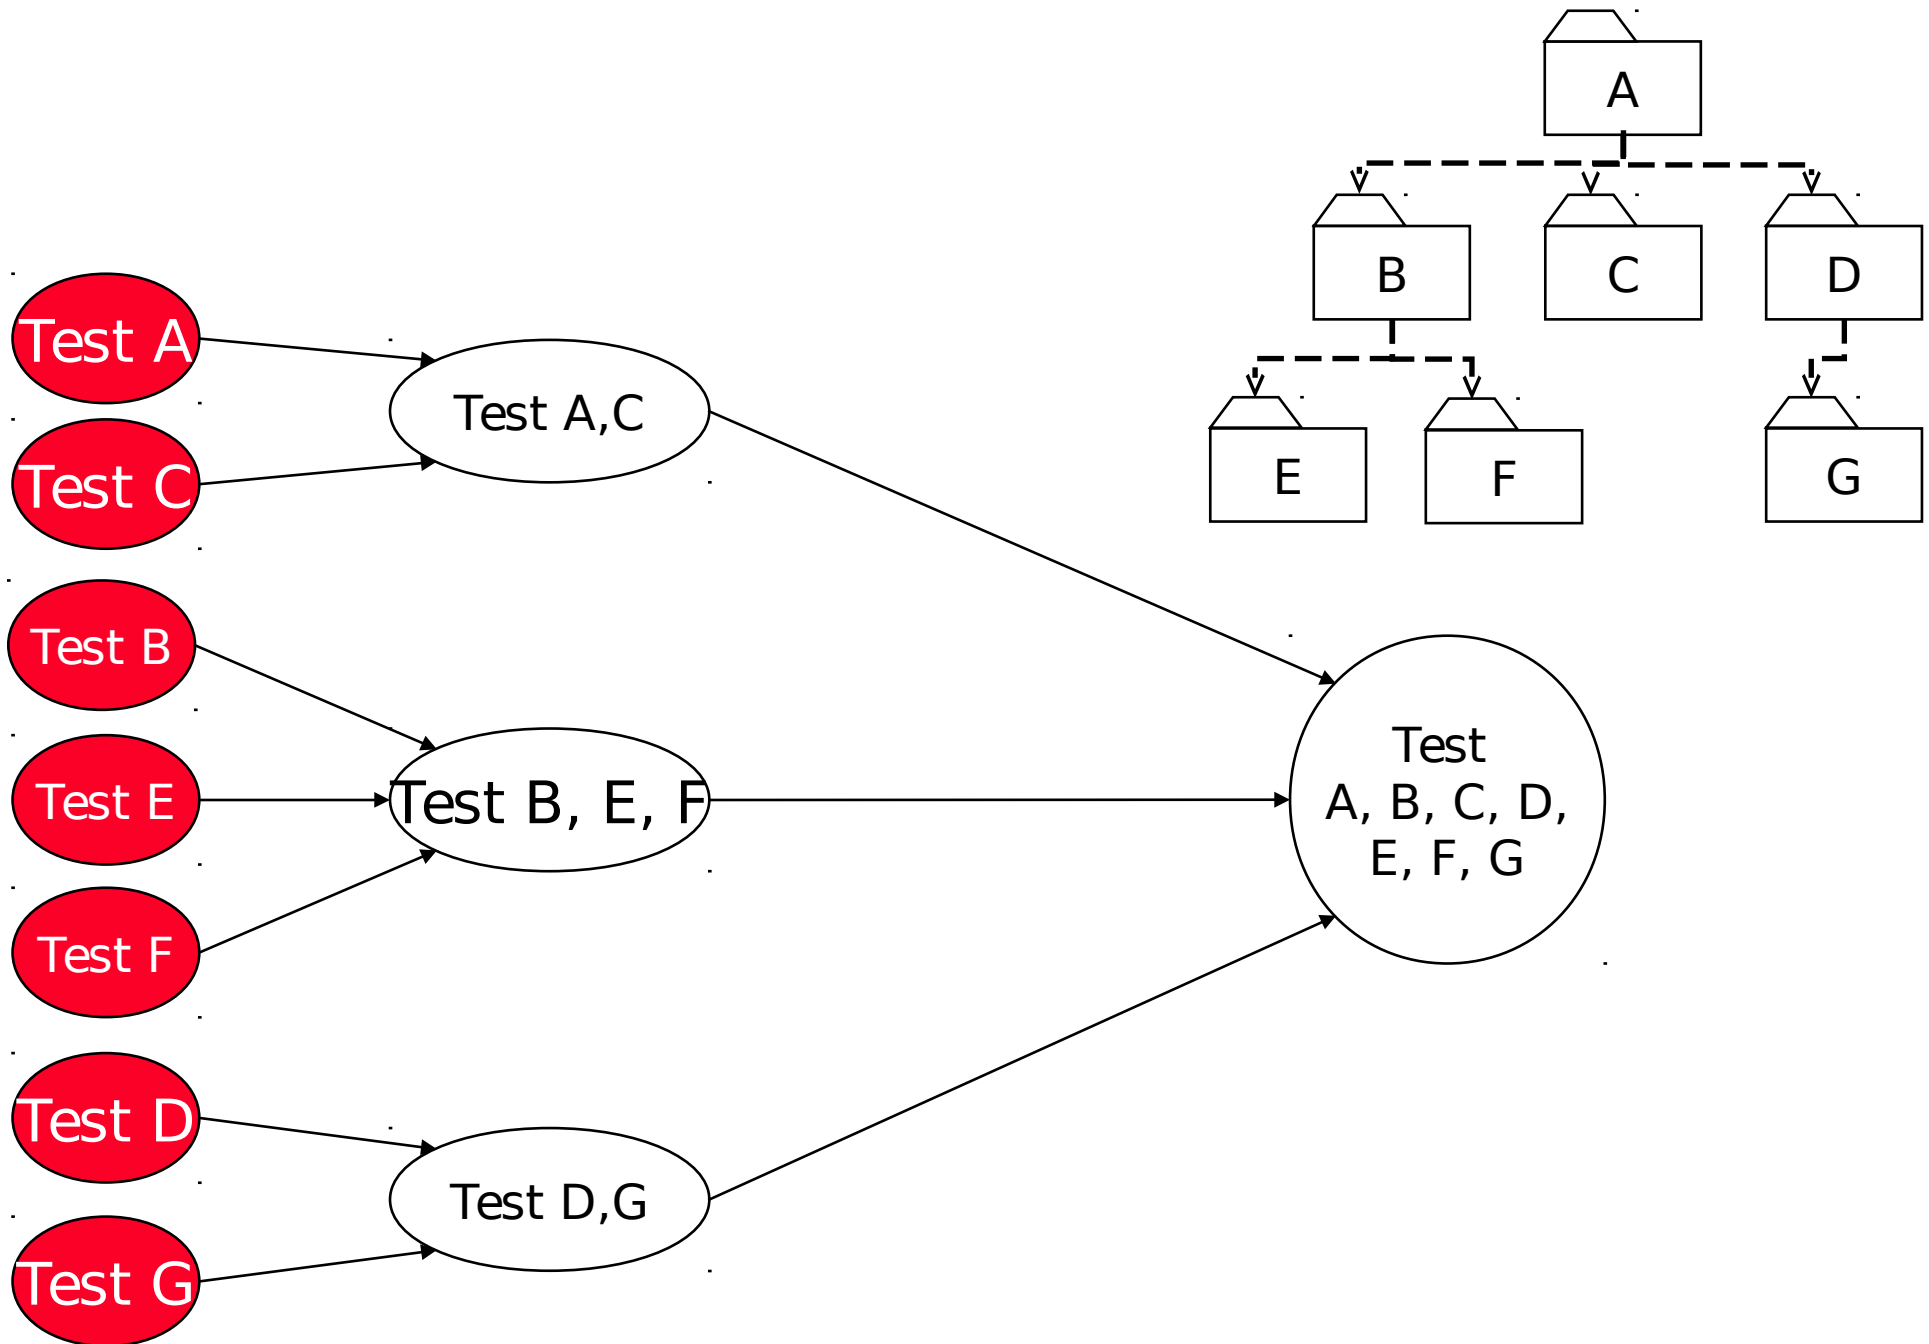 A
B
C
D
E
F
G
Test A
Test C
Test B
Test E
Test F
Test D
Test G
Test A,C
Test B, E, F
Test D,G
Test
A, B, C, D,
E, F, G